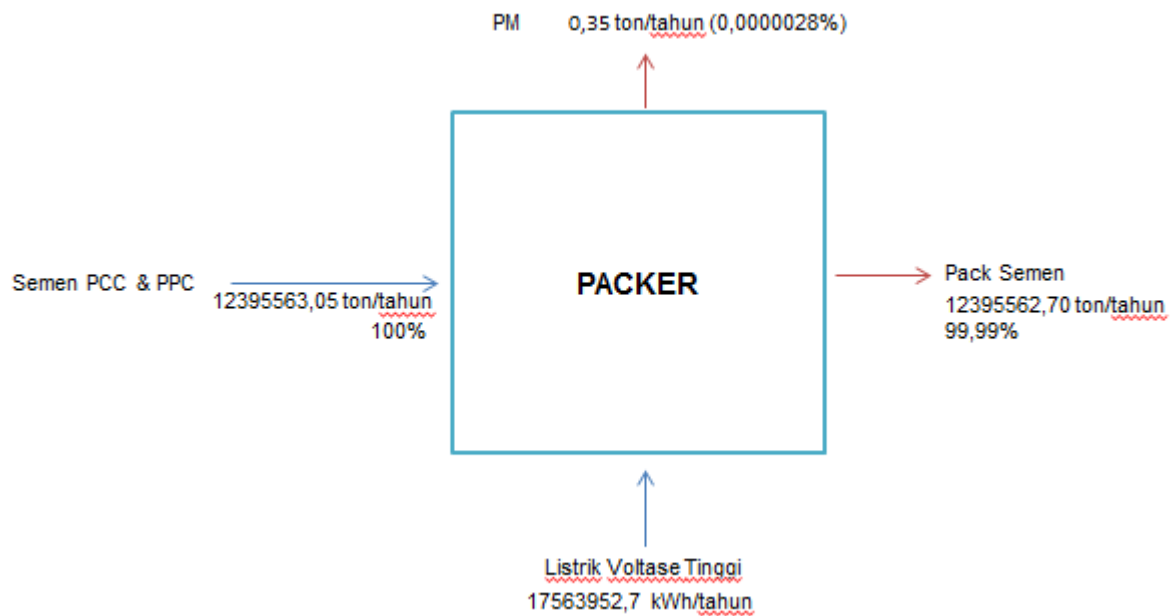 PM 0,35 ton/tahun (0,0000028%)
Semen PCC & PPC
12395563,05 ton/tahun
100%
PACKER
Pack Semen
12395562,70 ton/tahun
99,99%
Listrik Voltase Tinggi
17563952,7 kWh/tahun